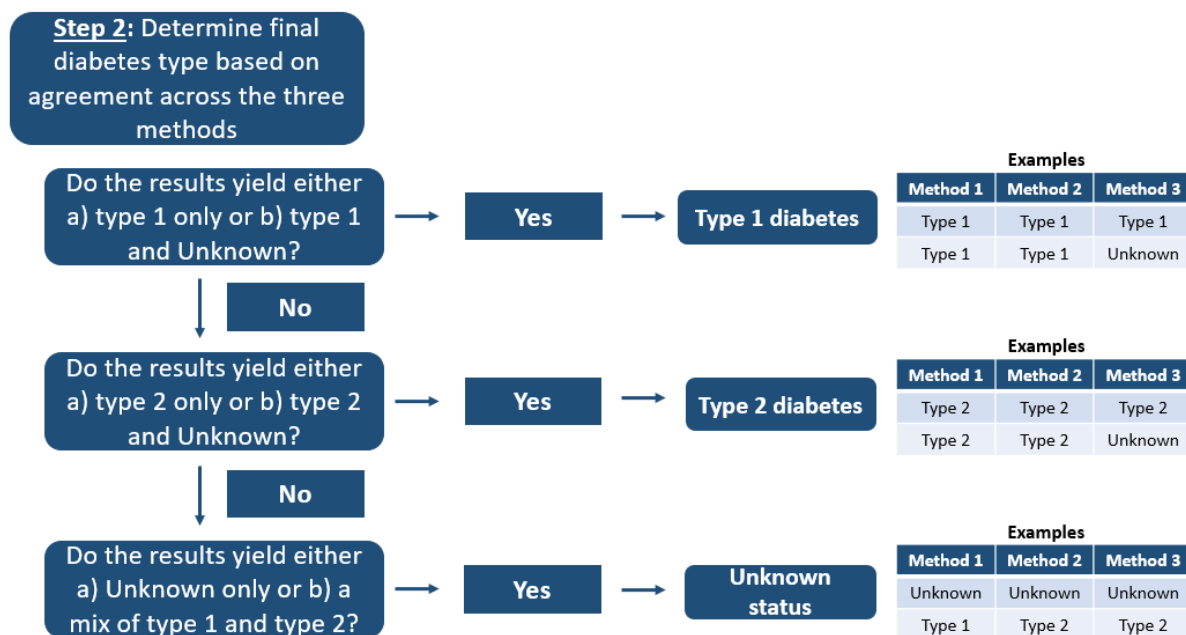 Step 2: Determine final
diabetes type based on
agreement across the three
methods
Do the results yield either
a) type 1 only or b) type 1
and Unknown?
Yes
Type 1 diabetes
Examples
Method 1 Method 2 Method 3
Type 1 Type 1 Type 1
Type 1 Type 1 Unknown
No
Do the results yield either
a) type 2 only or b) type 2
and Unknown?
Yes
Type 2 diabetes
Examples
Method 1 Method 2 Method 3
Type 2 Type 2 Type 2
Type 2 Type 2 Unknown
No
Do the results yield either
a) Unknown only or b) a
mix of type 1 and type 2?
Yes
Unknown
status
Examples
Method 1 Method 2 Method 3
Unknown Unknown Unknown
Type 1 Type 2 Type 2